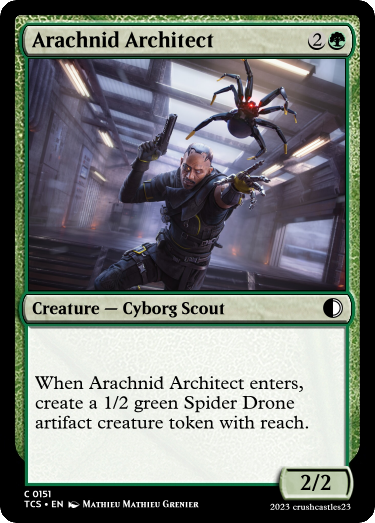 Arachnid Architect 2
Creature — Cyborg Scout
When Arachnid Architect enters,
create a 1/2 green Spider Drone
artifact creature token with reach.
2/2
C 0151
TCS • EN Mathieu Mathieu Grenier
2023 crushcastles23